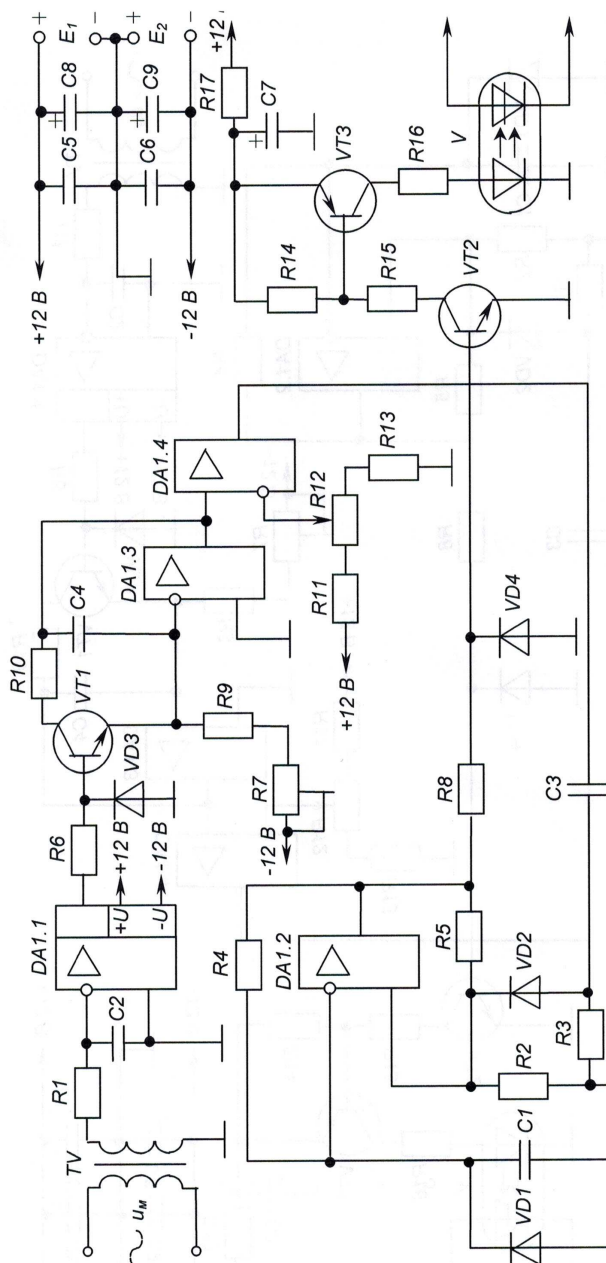 + E₁ - + E₂ -
C8
C9
C5
C6
+
+
+12 В
-12 В
+12 В
R17
C7
+
VT3
R16
V
R14
R15
VT2
DA1.4
R13
R12
DA1.3
R11
+12 В
C4
R10
VT1
R9
VD3
R7
-12 В
R6
+12 В
-12 В
+U
-U
DA1.1
C2
R1
TV
uм
VD4
R8
C3
R4
DA1.2
R5
VD2
R2
R3
C1
VD1